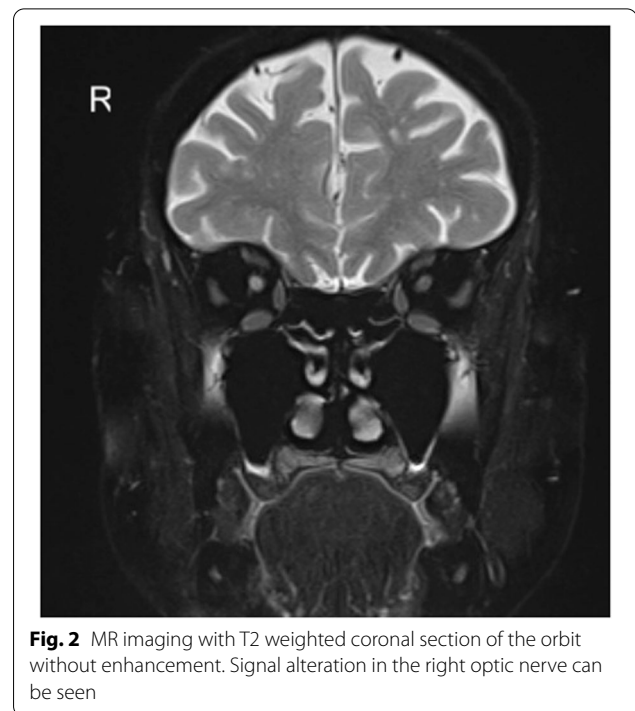 R
Fig. 2 MR imaging with T2 weighted coronal section of the orbit
without enhancement. Signal alteration in the right optic nerve can
be seen